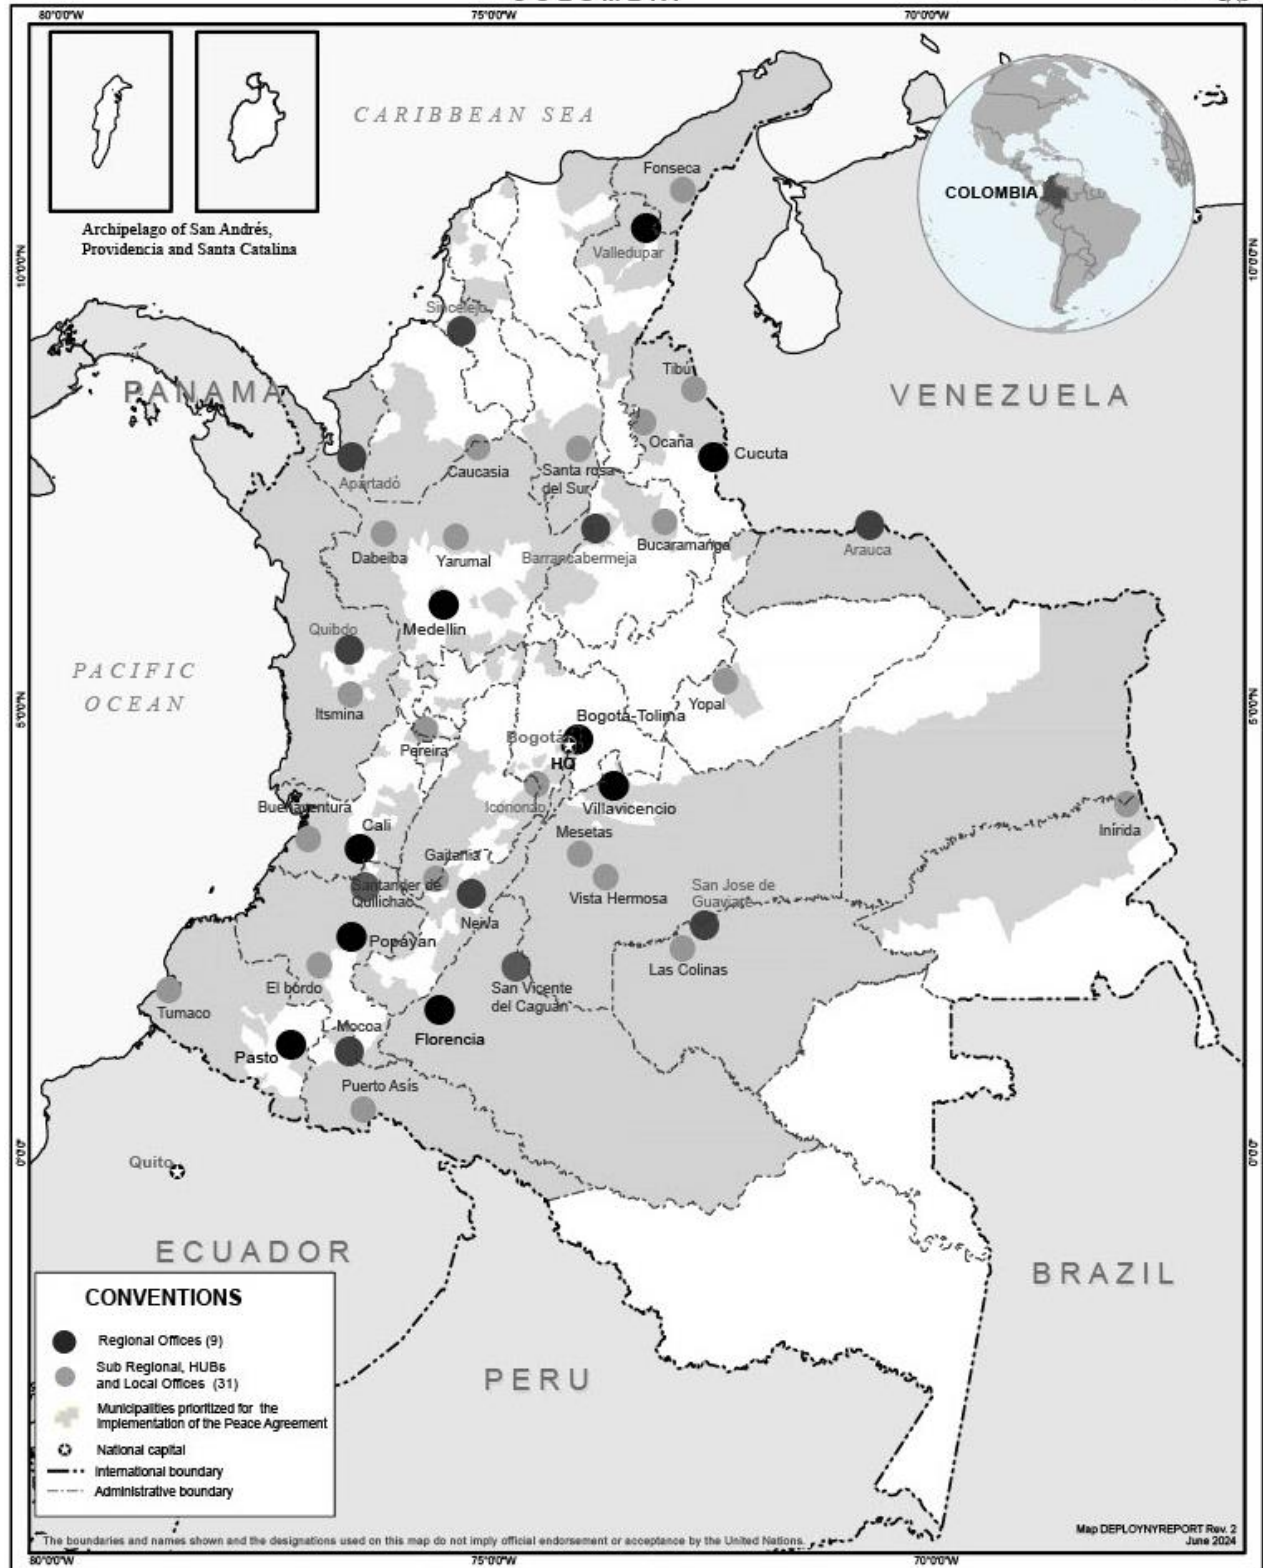 80°0'0"W
75°0'0"W
70°0'0"W
CARIBBEAN SEA
Archipelago of San Andrés,
Providencia and Santa Catalina
COLOMBIA
10°0'0"N
10°0'0"N
Fonseca
Valledupar
Sincelejo
PANAMA
VENEZUELA
Tibú
Ocaña
Cucuta
Apartadó
Caucasia
Santa rosa
del Sur
Dabeiba
Yarumal
Barrancabermeja
Bucaramanga
Arauca
Medellin
Quibdo
PACIFIC
OCEAN
Itsmina
5°0'0"N
5°0'0"N
Yopal
Bogotá-Tolima
Bogotá
HQ
Pereira
Icononzo
Villavicencio
Buenaventurá
Cali
Mesetas
Inírida
Gaitania
Santander de
Quilichao
Vista Hermosa
San Jose de
Guaviare
Neiva
Popayan
Las Colinas
El bordo
San Vicente
del Caguán
Tumaco
Mocoa
Florencia
Pasto
Puerto Asís
0°0'0"
0°0'0"
Quito
ECUADOR
BRAZIL
PERU
CONVENTIONS
Regional Offices (9)
Sub Regional, HUBs
and Local Offices (31)
Municipalities prioritized for the
implementation of the Peace Agreement
National capital
International boundary
Administrative boundary
The boundaries and names shown and the designations used on this map do not imply official endorsement or acceptance by the United Nations.
Map DEPLOYNYREPORT Rev. 2
June 2024
80°0'0"W
75°0'0"W
70°0'0"W